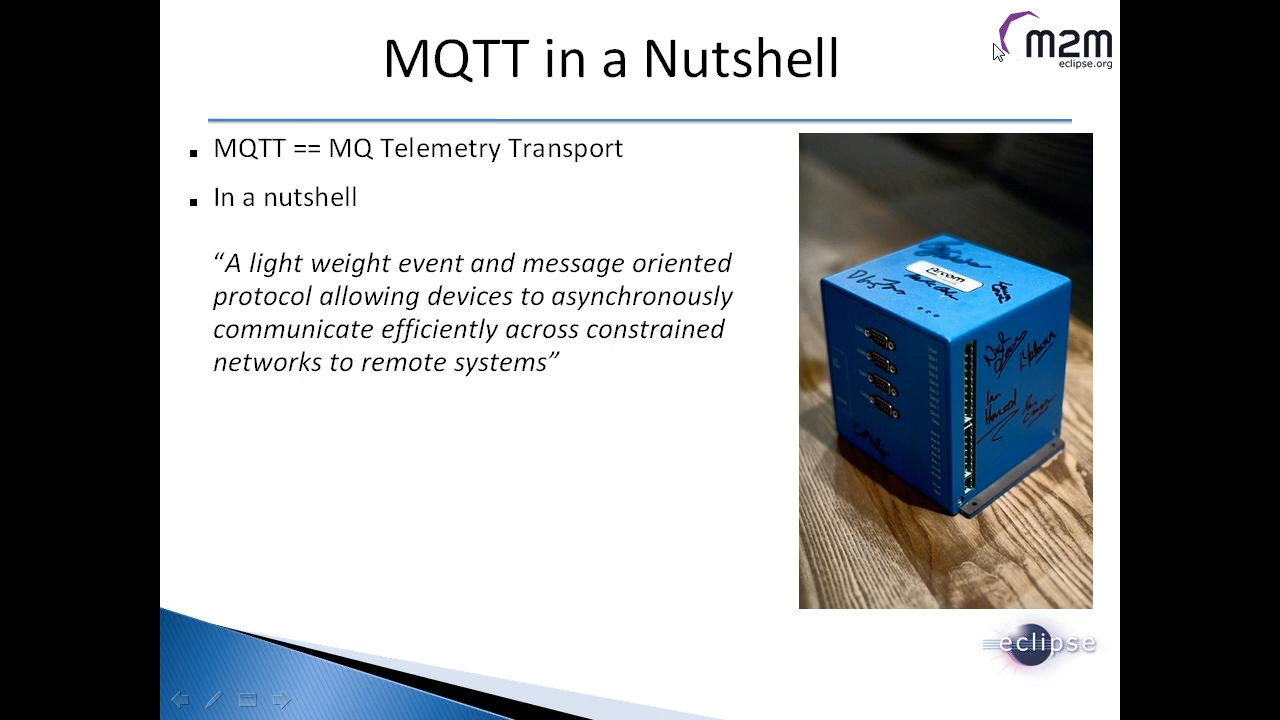 MQTT in a Nutshell
m2m
eclipse.org
MQTT == MQ Telemetry Transport
In a nutshell
“A light weight event and message oriented
protocol allowing devices to asynchronously
communicate efficiently across constrained
networks to remote systems”
arcom
eclipse